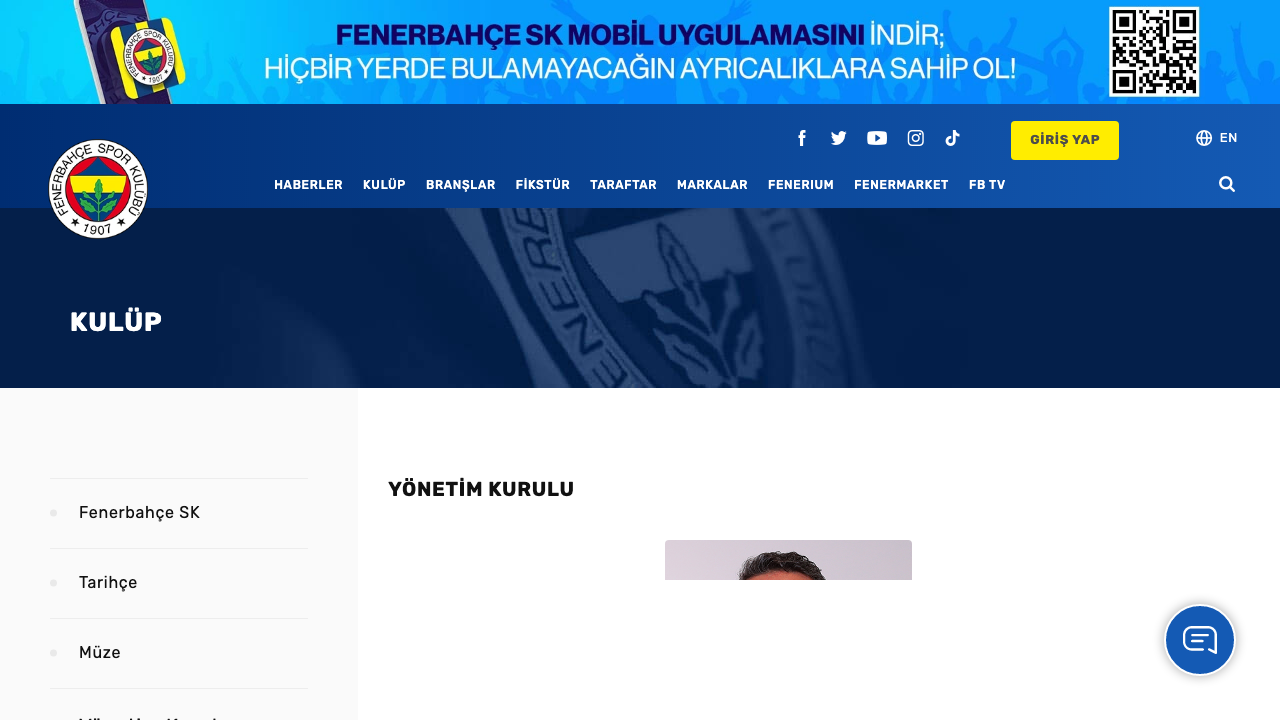 FENERBAHÇE SK MOBİL UYGULAMASINI İNDİR;
HİÇBİR YERDE BULAMAYACAĞIN AYRICALIKLARA SAHİP OL!
GİRİŞ YAP
EN
FENERBAHÇE SPOR KULÜBÜ
1907
HABERLER KULÜP BRANŞLAR FİKSTÜR TARAFTAR MARKALAR FENERIUM FENERMARKET FB TV
KULÜP
YÖNETİM KURULU
Fenerbahçe SK
Tarihçe
Müze